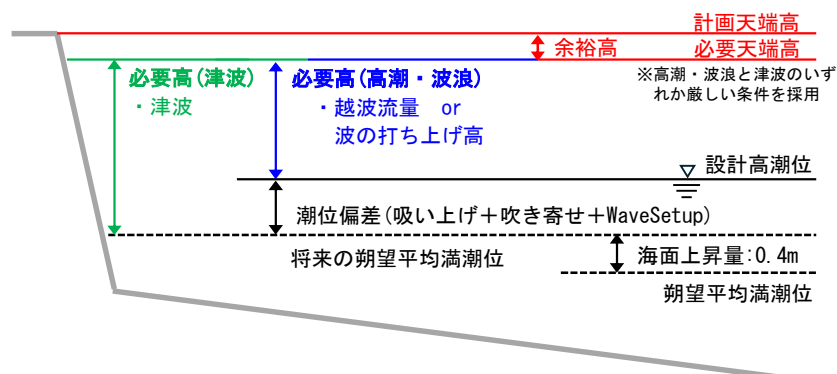 計画天端高
余裕高
必要天端高
必要高(津波)
・津波
必要高(高潮・波浪)
・越波流量 or
波の打ち上げ高
※高潮・波浪と津波のいず
れか厳しい条件を採用
設計高潮位
潮位偏差(吸い上げ＋吹き寄せ＋WaveSetup)
将来の朔望平均満潮位
海面上昇量:0.4m
朔望平均満潮位